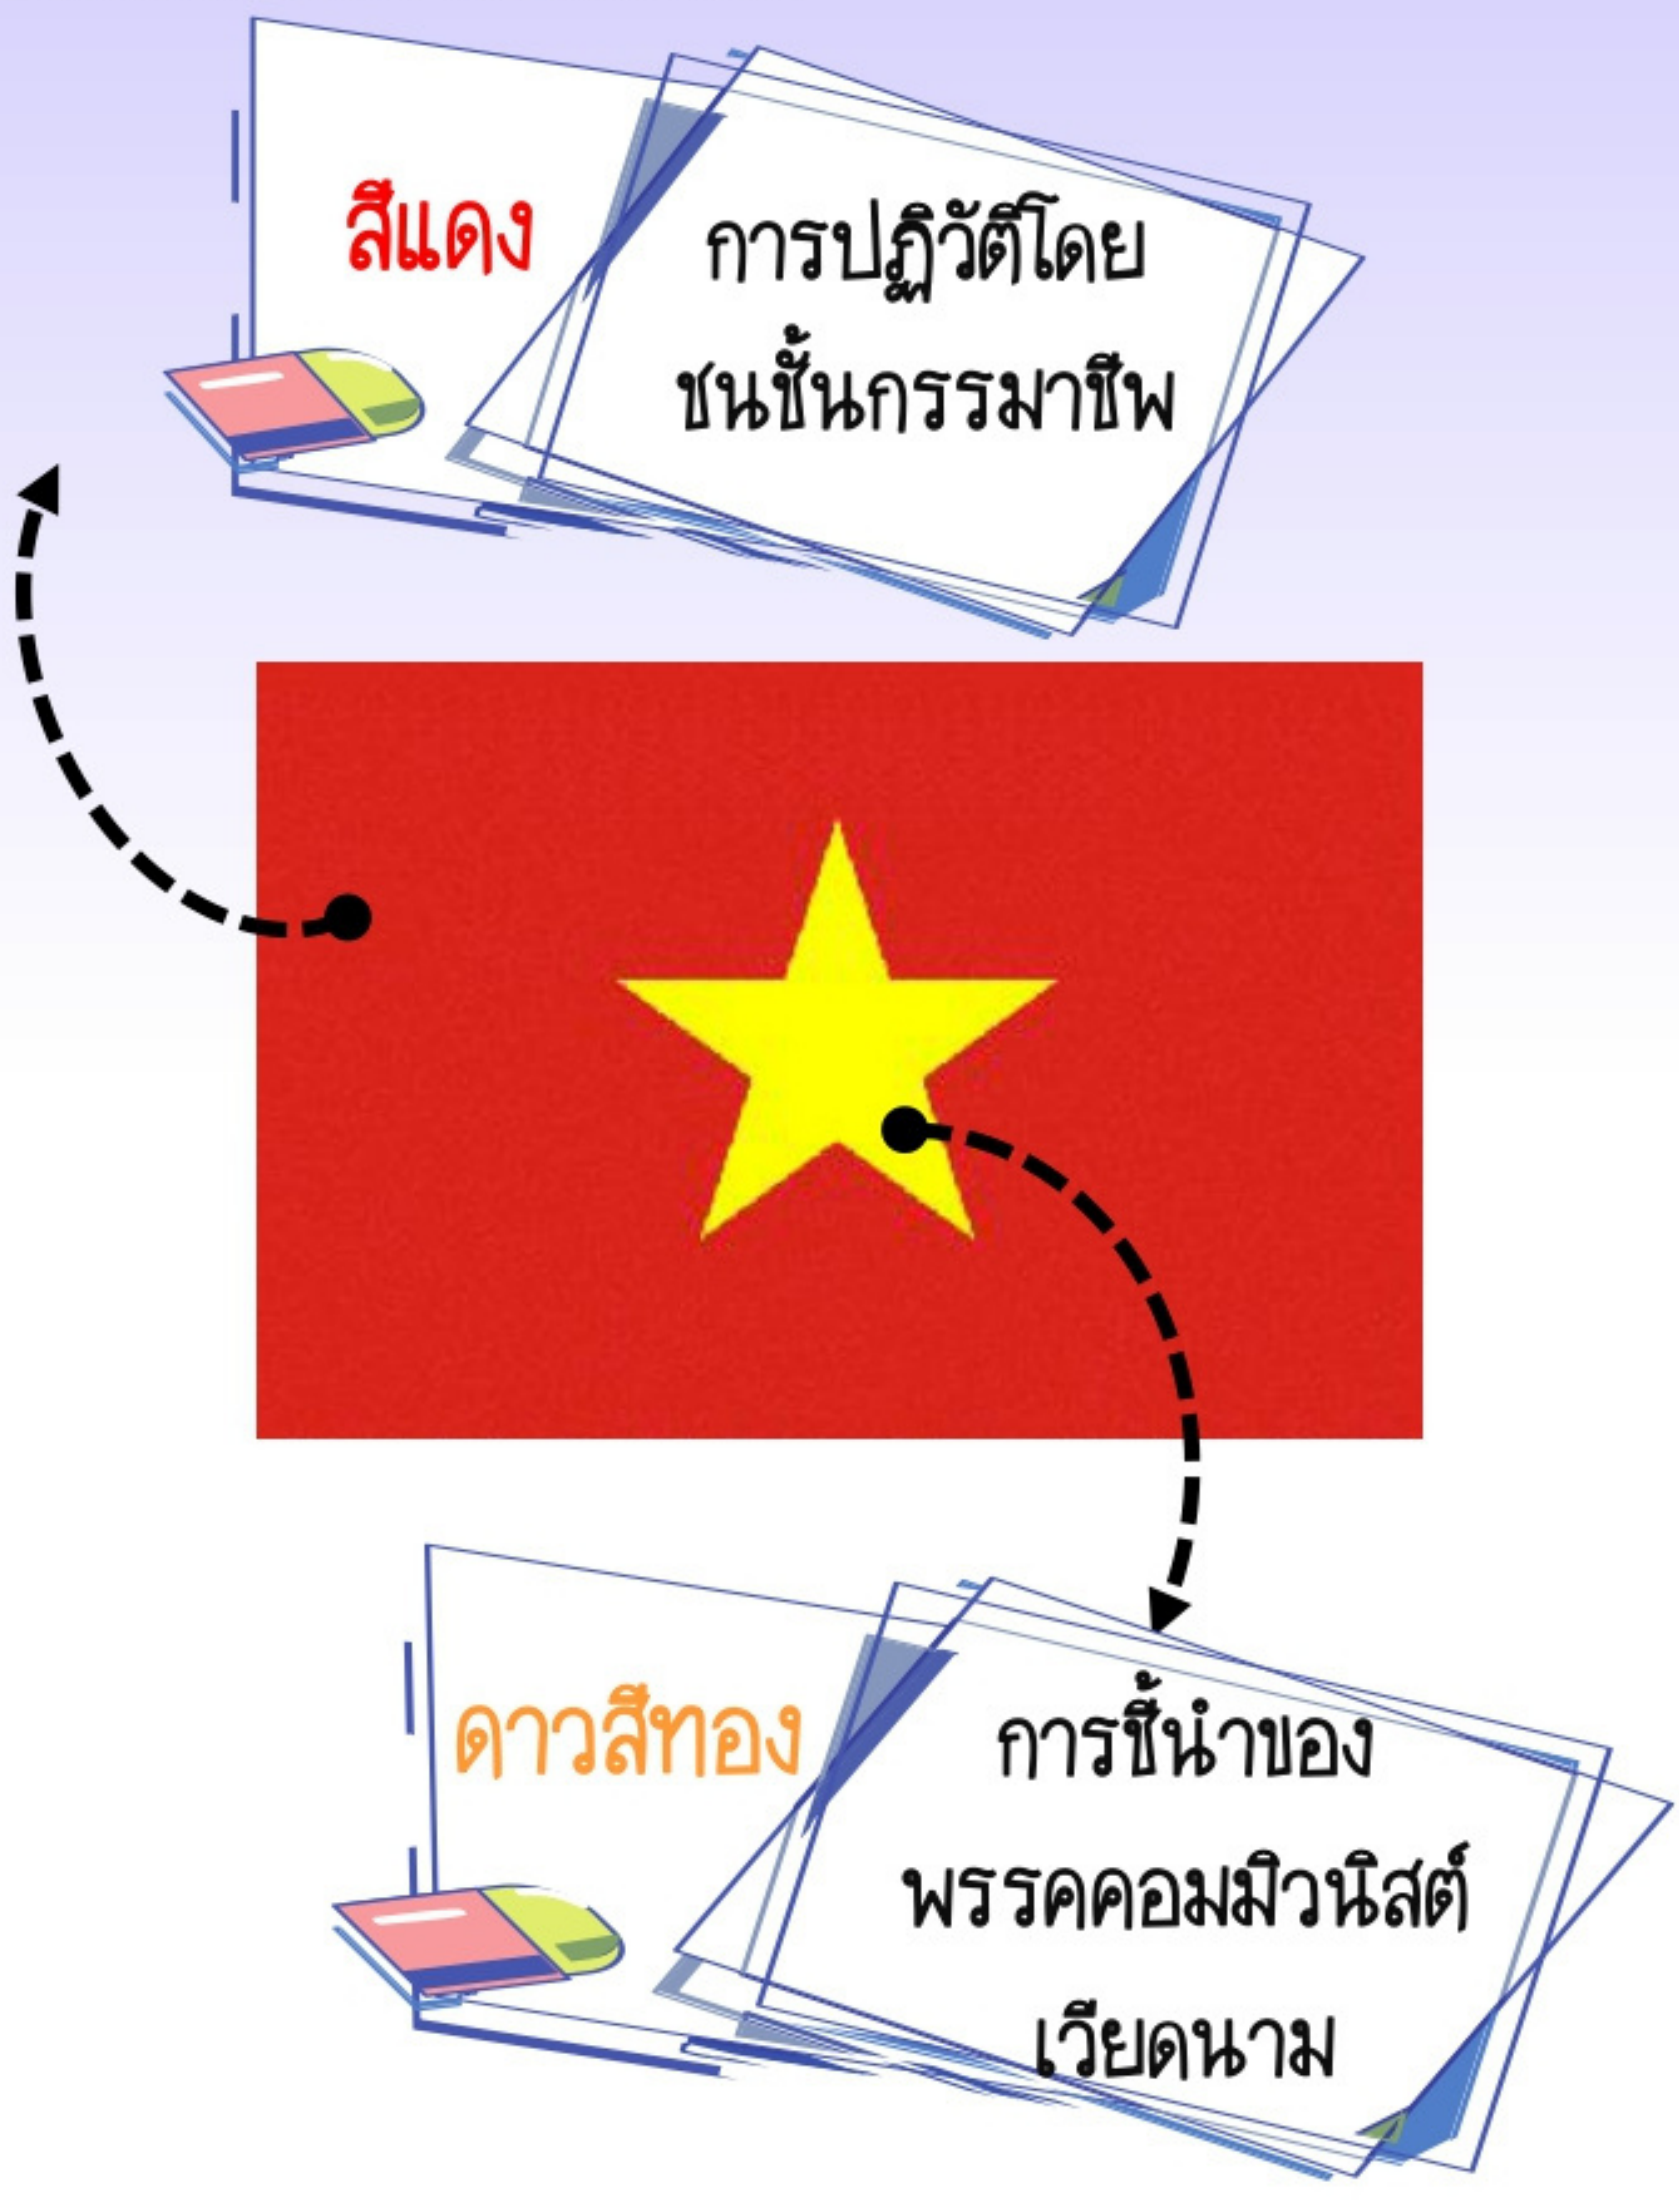 สีแดง
การปฏิวัติโดย
ชนชั้นกรรมาชีพ
ดาวสีทอง
การชี้นำของ
พรรคคอมมิวนิสต์
เวียดนาม